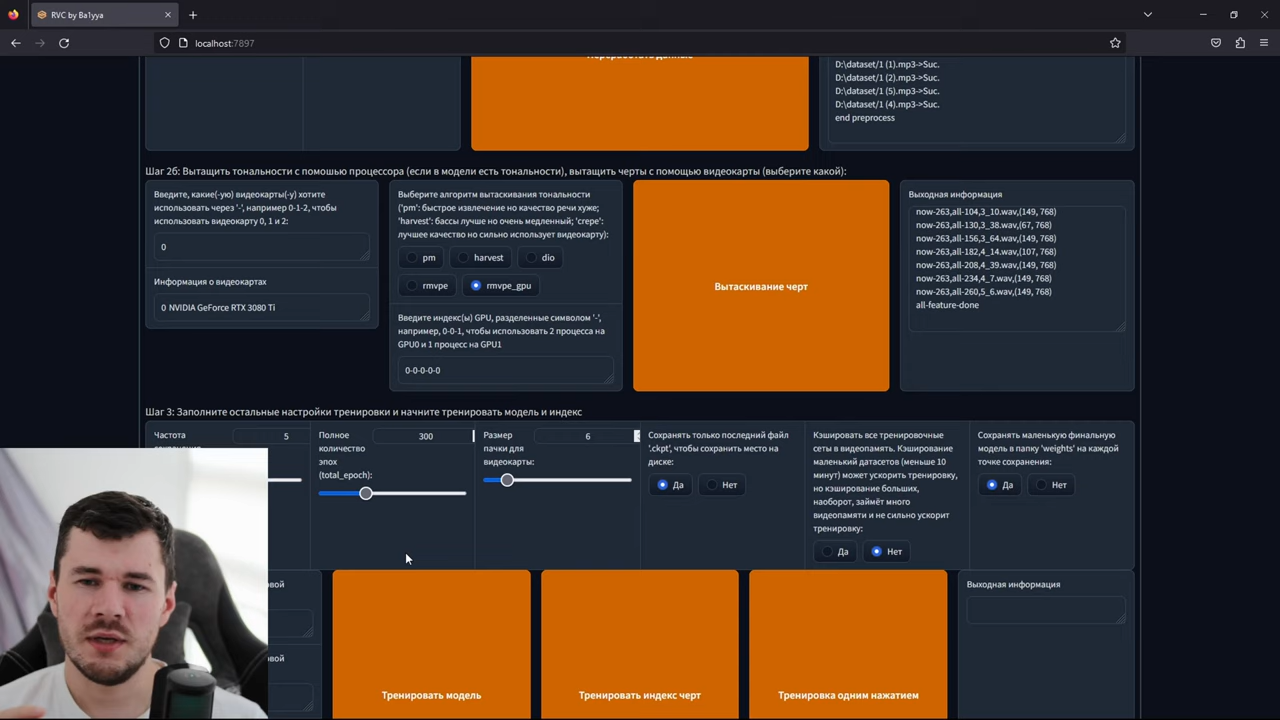 RVC by Ba1yya
localhost:7897
Переработать данные
D:\dataset/1 (1).mp3->Suc.
D:\dataset/1 (2).mp3->Suc.
D:\dataset/1 (5).mp3->Suc.
D:\dataset/1 (4).mp3->Suc.
end preprocess
Шаг 2б: Вытащить тональности с помошью процессора (если в модели есть тональности), вытащить черты с помощью видеокарты (выберите какой):
Введите, какие(-ую) видеокарты(-у) хотите
использовать через '-', например 0-1-2, чтобы
использовать видеокарту 0, 1 и 2:
0
Информация о видеокартах
0 NVIDIA GeForce RTX 3080 Ti
Выберите алгоритм вытаскивания тональности
('pm': быстрое извлечение но качество речи хуже;
'harvest': бассы лучше но очень медленный; 'crepe':
лучшее качество но сильно использует видеокарту):
pm
harvest
dio
rmvpe
rmvpe_gpu
Введите индекс(ы) GPU, разделенные символом '-',
например, 0-0-1, чтобы использовать 2 процесса на
GPU0 и 1 процесс на GPU1
0-0-0-0-0
Вытаскивание черт
Выходная информация
now-263,all-104,3_10.wav,(149, 768)
now-263,all-130,3_38.wav,(67, 768)
now-263,all-156,3_64.wav,(149, 768)
now-263,all-182,4_14.wav,(107, 768)
now-263,all-208,4_39.wav,(149, 768)
now-263,all-234,4_7.wav,(149, 768)
now-263,all-260,5_6.wav,(149, 768)
all-feature-done
Шаг 3: Заполните остальные настройки тренировки и начните тренировать модель и индекс
Частота
5
Полное
количество
эпох
(total_epoch):
300
Размер
пачки для
видеокарты:
6
Сохранять только последний файл
'.ckpt', чтобы сохранить место на
диске:
Да
Нет
Кэшировать все тренировочные
сеты в видеопамять. Кэширование
маленький датасетов (меньше 10
минут) может ускорить тренировку,
но кэширование больших,
наоборот, займёт много
видеопамяти и не сильно ускорит
тренировку:
Да
Нет
Сохранять маленькую финальную
модель в папку 'weights' на каждой
точке сохранения:
Да
Нет
Тренировать модель
Тренировать индекс черт
Тренировка одним нажатием
Выходная информация